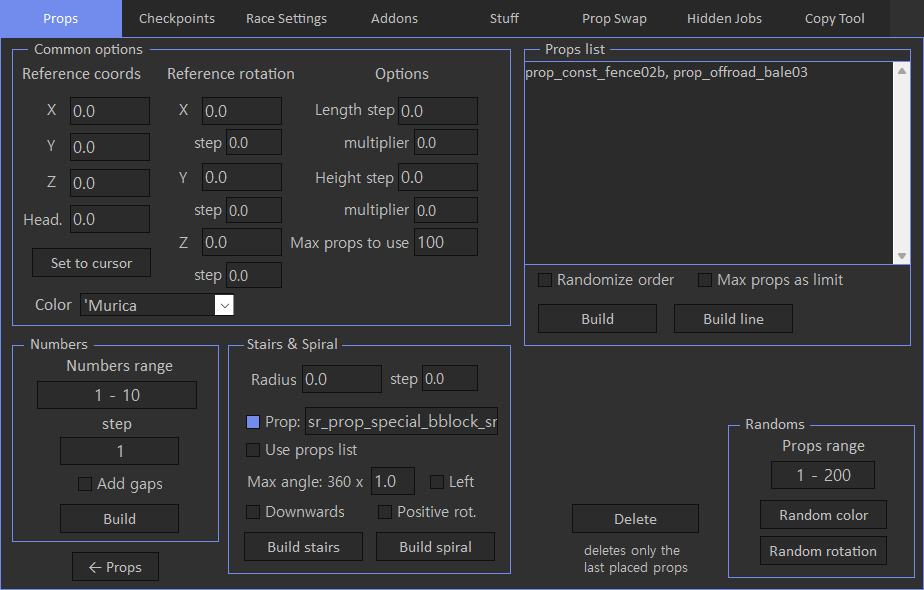 Props Checkpoints Race Settings Addons Stuff Prop Swap Hidden Jobs Copy Tool
Common options
Reference coords Reference rotation Options
X 0.0 X 0.0 Length step 0.0
step 0.0 multiplier 0.0
Y 0.0
Y 0.0 Height step 0.0
Z 0.0
step 0.0 multiplier 0.0
Head. 0.0
Z 0.0 Max props to use 100
Set to cursor
step 0.0
Color 'Murica
Props list
prop_const_fence02b, prop_offroad_bale03
Randomize order Max props as limit
Build Build line
Numbers
Numbers range
1 - 10
step
1
Add gaps
Build
← Props
Stairs & Spiral
Radius 0.0 step 0.0
Prop: sr_prop_special_bblock_sr
Use props list
Max angle: 360 x 1.0 Left
Downwards Positive rot.
Build stairs Build spiral
Delete
deletes only the
last placed props
Randoms
Props range
1 - 200
Random color
Random rotation